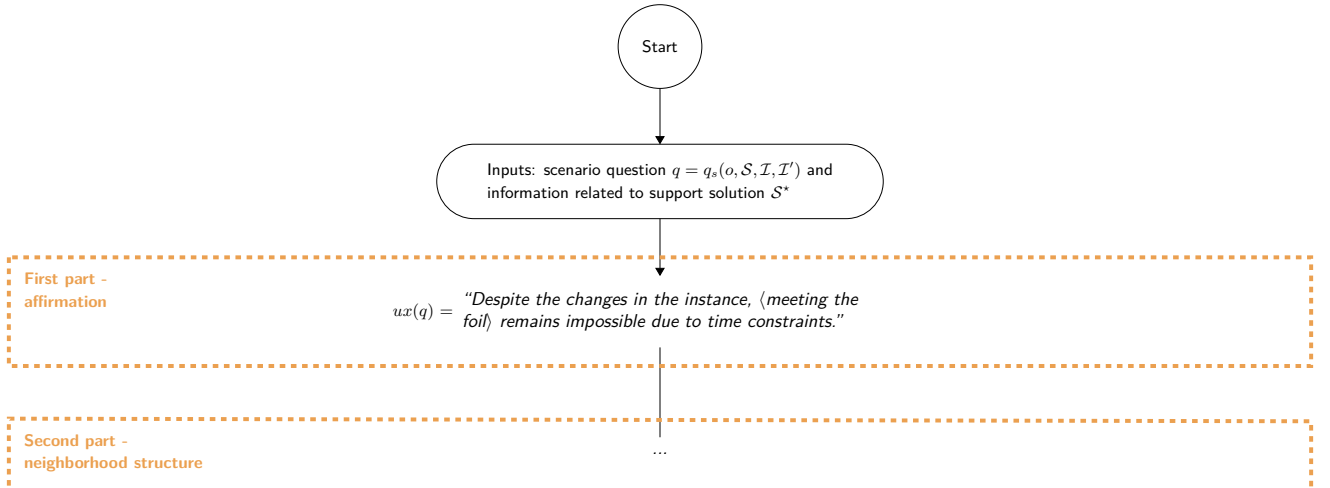 Start
Inputs: scenario question q = q_s(o, 𝒮, ℐ, ℐ′) and
information related to support solution 𝒮⋆
First part -
affirmation
ux(q) = “Despite the changes in the instance, ⟨meeting the
foil⟩ remains impossible due to time constraints.”
Second part -
neighborhood structure
...